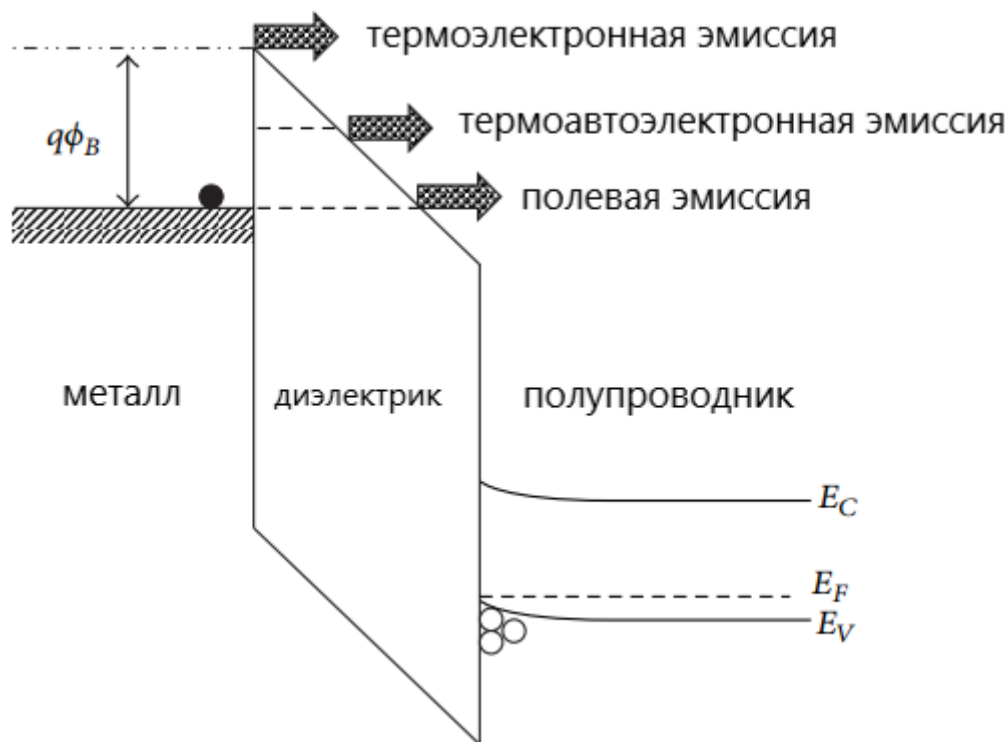 термоэлектронная эмиссия
термоавтоэлектронная эмиссия
qϕ_B
полевая эмиссия
металл
диэлектрик
полупроводник
E_C
E_F
E_V